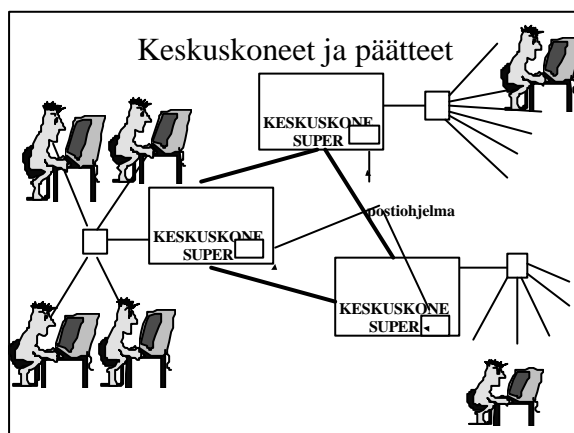 Keskuskoneet ja päätteet
KESKUSKONE
SUPER
postiohjelma
KESKUSKONE
SUPER
KESKUSKONE
SUPER